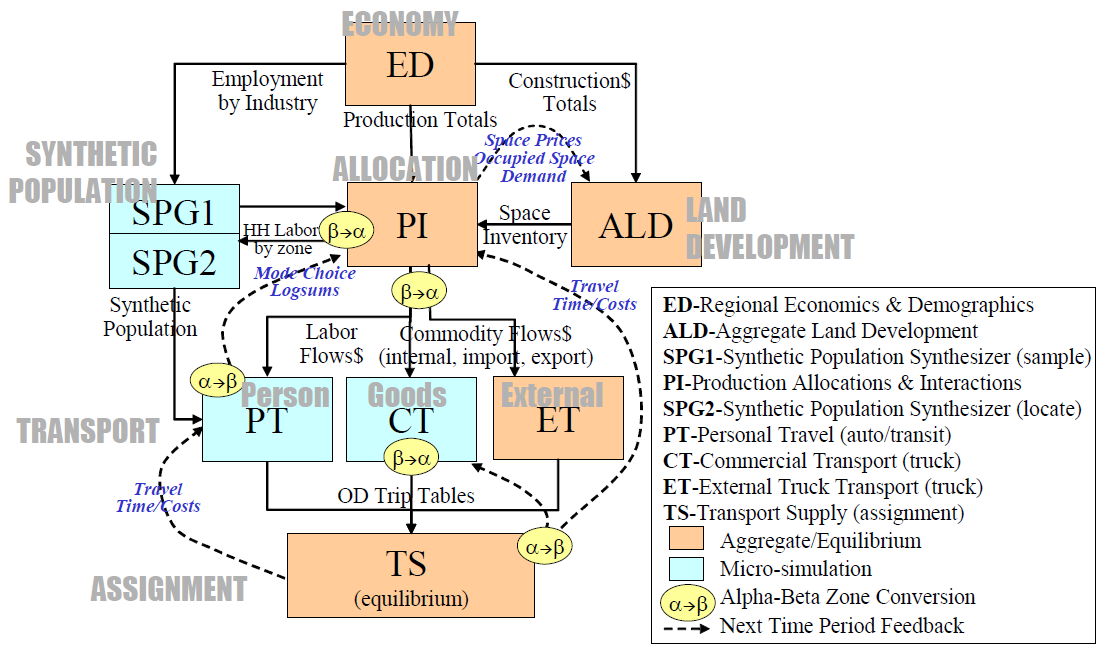 ECONOMY
ED
Employment
by Industry
Construction$
Totals
Production Totals
Space Prices
Occupied Space
Demand
SYNTHETIC
POPULATION
ALLOCATION
SPG1
SPG2
HH Labor
by zone
β→α
PI
Space
Inventory
ALD
LAND
DEVELOPMENT
Mode Choice
Logsums
β→α
Travel
Time/Costs
Synthetic
Population
Labor
Flows$
Commodity Flows$
(internal, import, export)
α→β
Person
PT
Goods
CT
β→α
External
ET
TRANSPORT
Travel
Time/Costs
OD Trip Tables
α→β
TS
(equilibrium)
ASSIGNMENT
ED-Regional Economics & Demographics
ALD-Aggregate Land Development
SPG1-Synthetic Population Synthesizer (sample)
PI-Production Allocations & Interactions
SPG2-Synthetic Population Synthesizer (locate)
PT-Personal Travel (auto/transit)
CT-Commercial Transport (truck)
ET-External Truck Transport (truck)
TS-Transport Supply (assignment)
Aggregate/Equilibrium
Micro-simulation
α→β Alpha-Beta Zone Conversion
Next Time Period Feedback